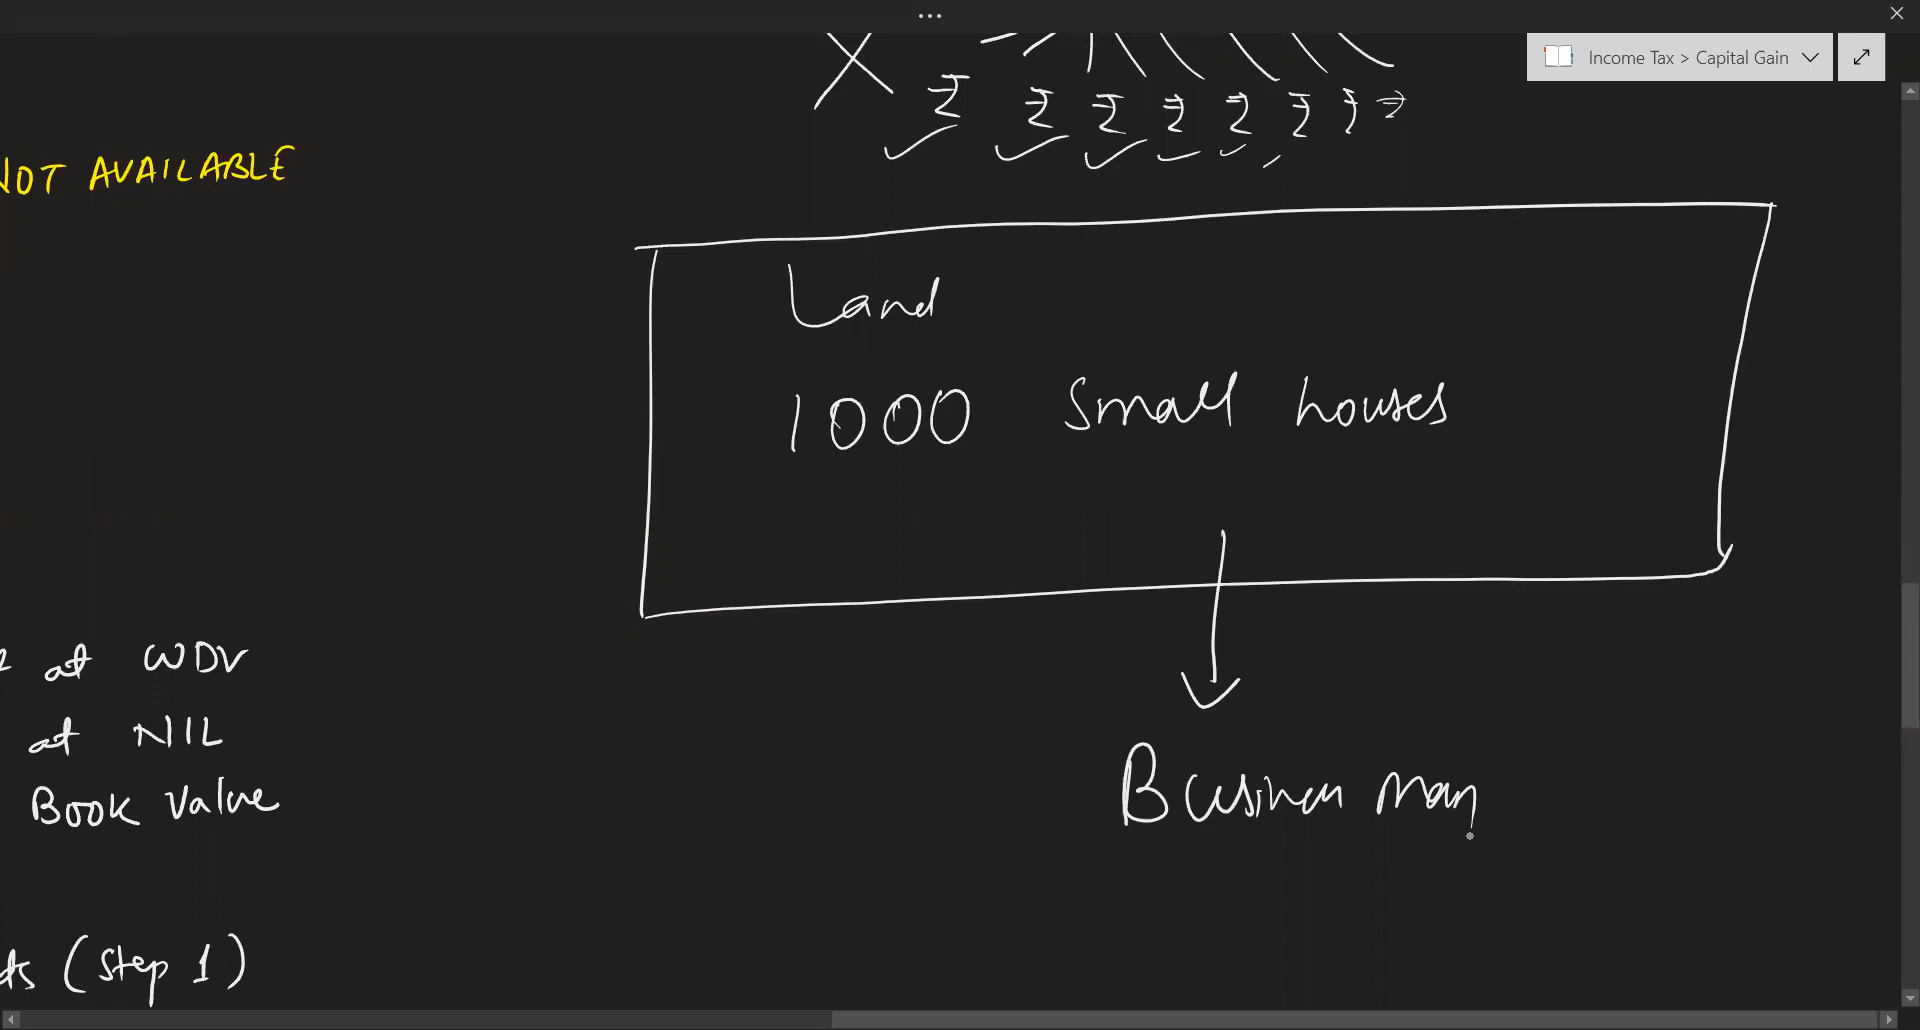 Income Tax > Capital Gain
₹ ₹ ₹ ₹ ₹ ₹ ₹
NOT AVAILABLE
Land
1000 Small houses
at WDV
at NIL
Book Value
Business man
(Step 1)